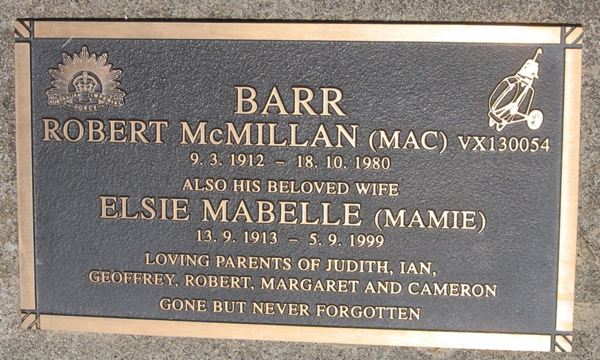 BARR
ROBERT McMILLAN (MAC) VX130054
9. 3. 1912 – 18. 10. 1980
ALSO HIS BELOVED WIFE
ELSIE MABELLE (MAMIE)
13. 9. 1913 – 5. 9. 1999
LOVING PARENTS OF JUDITH, IAN,
GEOFFREY, ROBERT, MARGARET AND CAMERON
GONE BUT NEVER FORGOTTEN